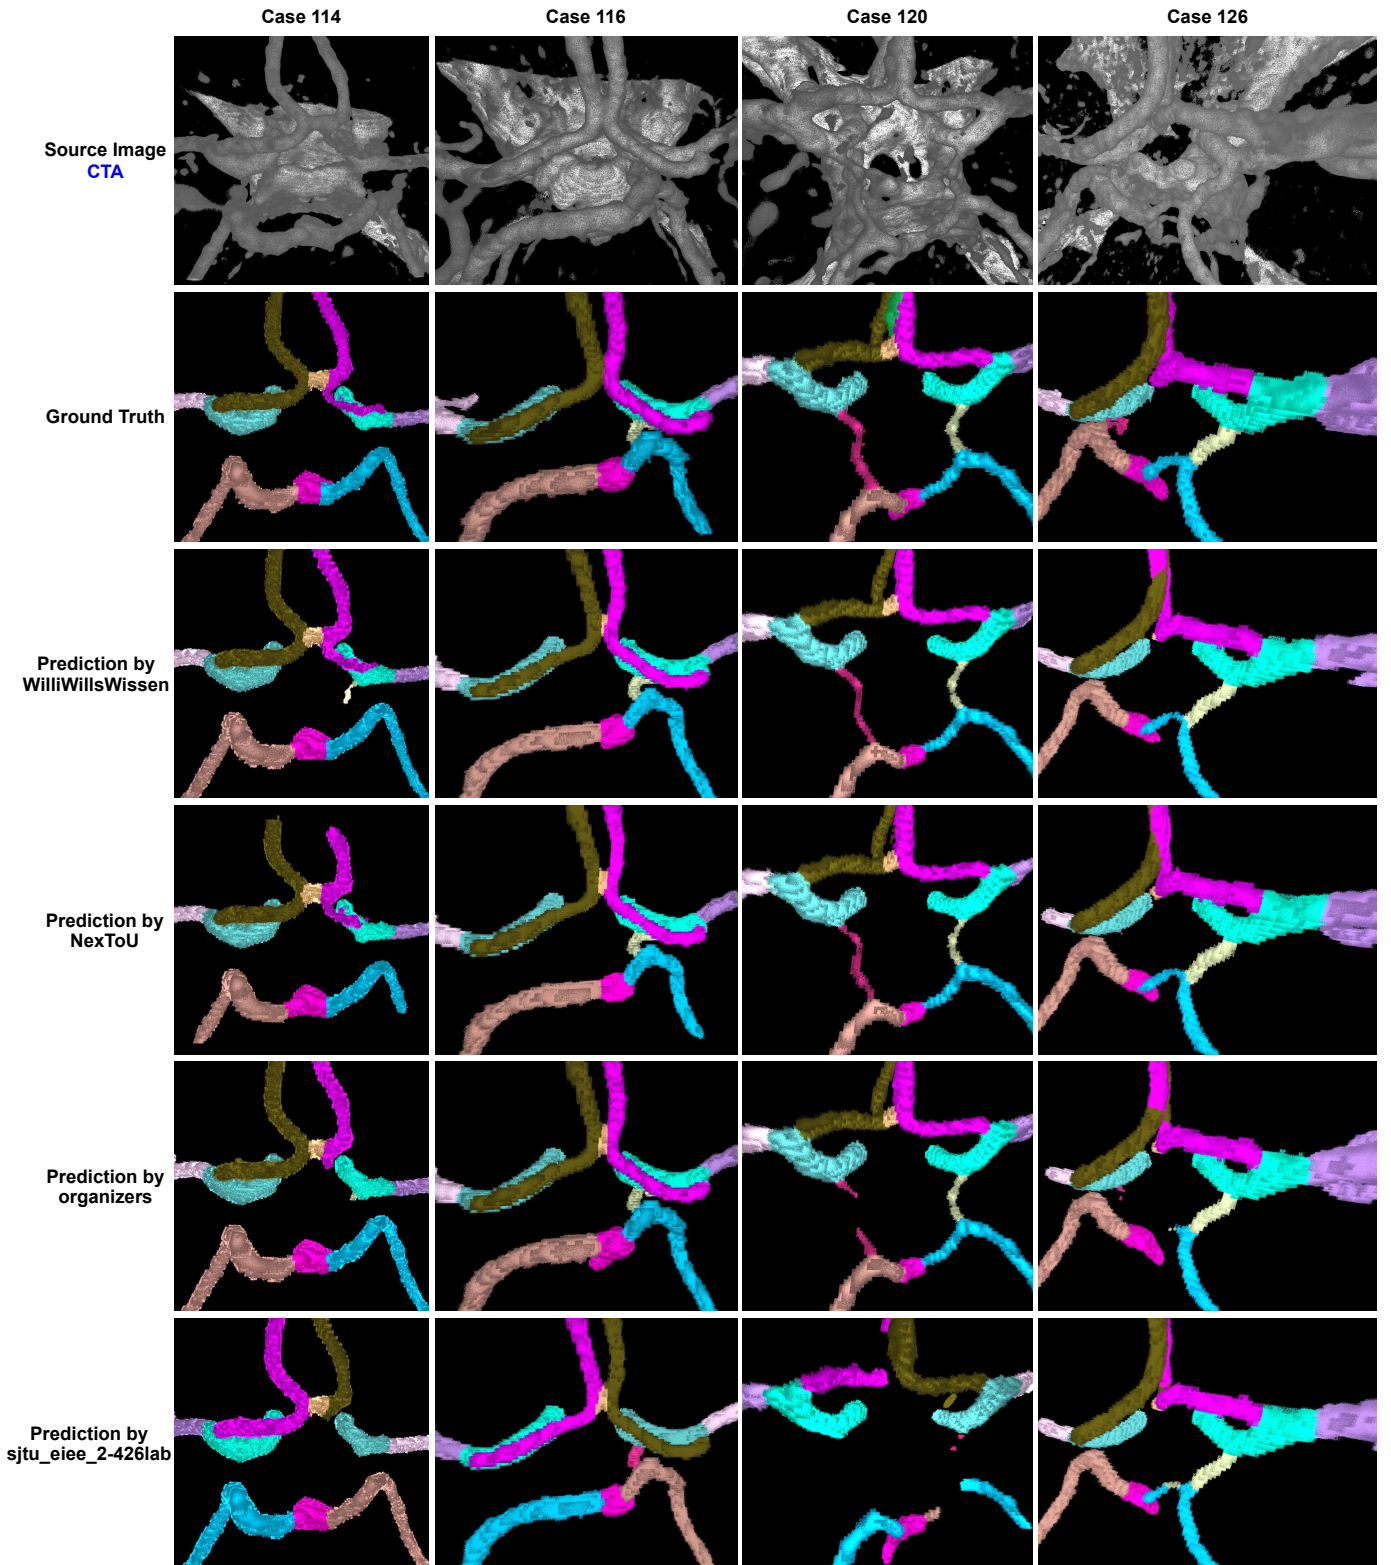 Case 114
Case 116
Case 120
Case 126
Source Image
CTA
Ground Truth
Prediction by
WilliWillsWissen
Prediction by
NexToU
Prediction by
organizers
Prediction by
sjtu_eiee_2-426lab